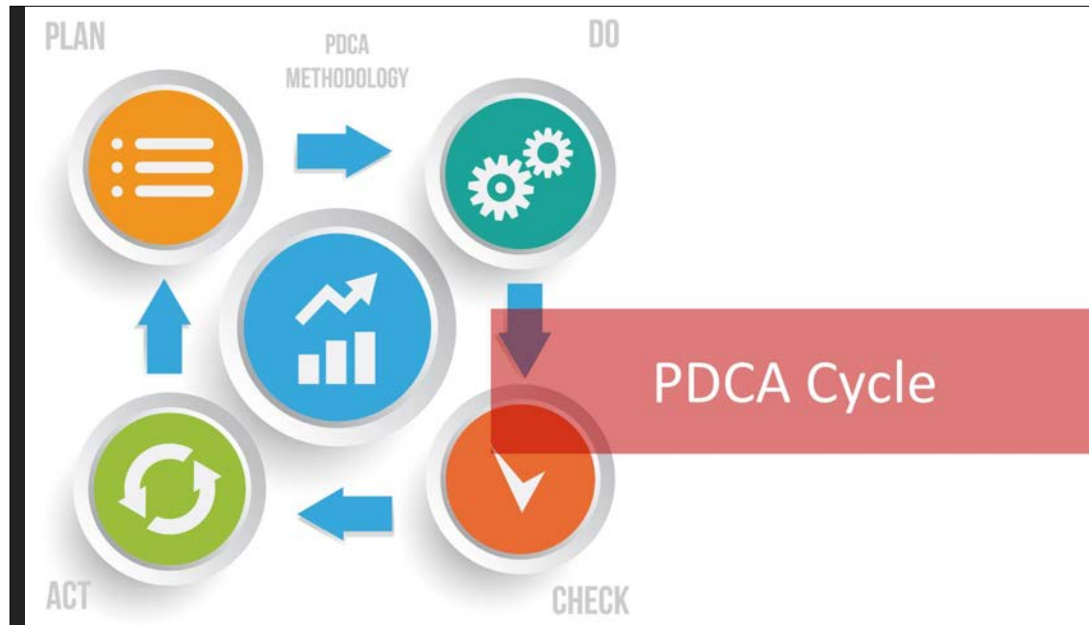 PLAN
PDCA
METHODOLOGY
DO
PDCA Cycle
ACT
CHECK